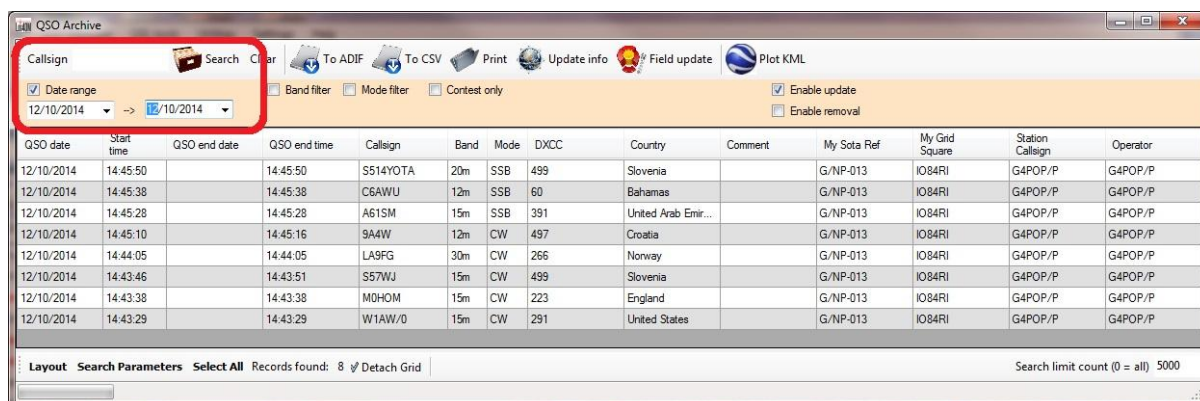 QSO Archive
Callsign Search Clear To ADIF To CSV Print Update info Field update Plot KML
Date range Band filter Mode filter Contest only Enable update
12/10/2014 --> 12/10/2014 Enable removal
QSO date Start time QSO end date QSO end time Callsign Band Mode DXCC Country Comment My Sota Ref My Grid Square Station Callsign Operator
12/10/2014 14:45:50 14:45:50 S514YOTA 20m SSB 499 Slovenia G/NP-013 IO84RI G4POP/P G4POP/P
12/10/2014 14:45:38 14:45:38 C6AWU 12m SSB 60 Bahamas G/NP-013 IO84RI G4POP/P G4POP/P
12/10/2014 14:45:28 14:45:28 A61SM 15m SSB 391 United Arab Emir... G/NP-013 IO84RI G4POP/P G4POP/P
12/10/2014 14:45:10 14:45:16 9A4W 12m CW 497 Croatia G/NP-013 IO84RI G4POP/P G4POP/P
12/10/2014 14:44:05 14:44:05 LA9FG 30m CW 266 Norway G/NP-013 IO84RI G4POP/P G4POP/P
12/10/2014 14:43:46 14:43:51 S57WJ 15m CW 499 Slovenia G/NP-013 IO84RI G4POP/P G4POP/P
12/10/2014 14:43:38 14:43:38 M0HOM 15m CW 223 England G/NP-013 IO84RI G4POP/P G4POP/P
12/10/2014 14:43:29 14:43:29 W1AW/0 15m CW 291 United States G/NP-013 IO84RI G4POP/P G4POP/P
Layout Search Parameters Select All Records found: 8 Detach Grid Search limit count (0 = all) 5000